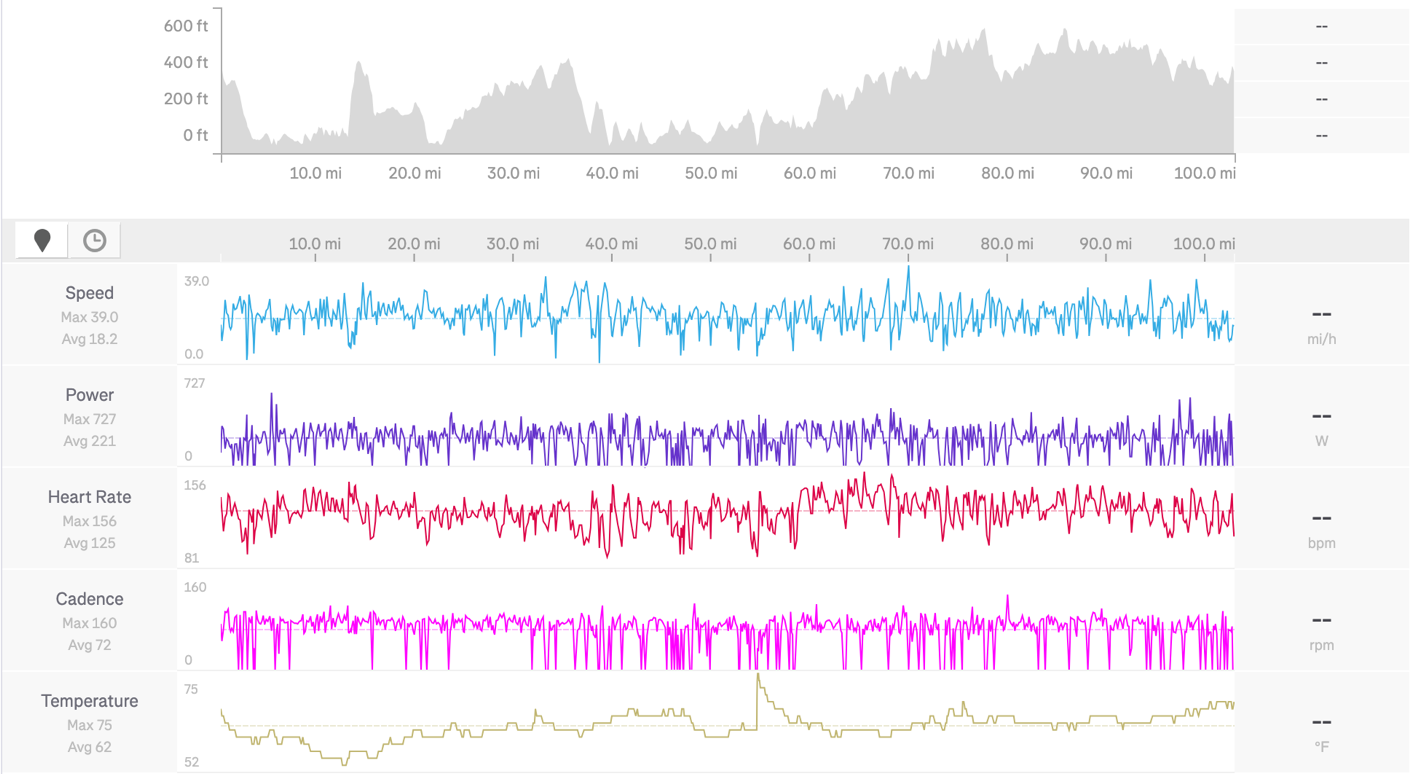 600 ft
400 ft
200 ft
0 ft
--
--
--
--
10.0 mi 20.0 mi 30.0 mi 40.0 mi 50.0 mi 60.0 mi 70.0 mi 80.0 mi 90.0 mi 100.0 mi
10.0 mi 20.0 mi 30.0 mi 40.0 mi 50.0 mi 60.0 mi 70.0 mi 80.0 mi 90.0 mi 100.0 mi
Speed
Max 39.0
Avg 18.2
39.0
0.0
--
mi/h
Power
Max 727
Avg 221
727
0
--
W
Heart Rate
Max 156
Avg 125
156
81
--
bpm
Cadence
Max 160
Avg 72
160
0
--
rpm
Temperature
Max 75
Avg 62
75
52
--
°F